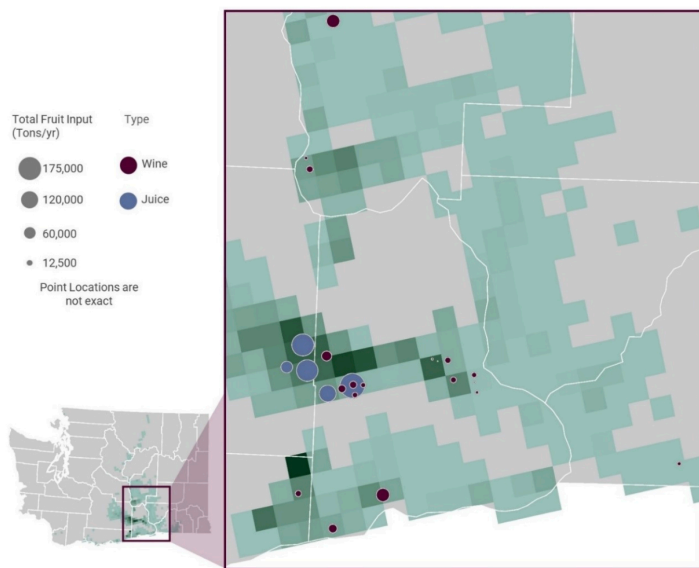 Total Fruit Input
(Tons/yr)
Type
175,000
Wine
120,000
Juice
60,000
12,500
Point Locations are
not exact